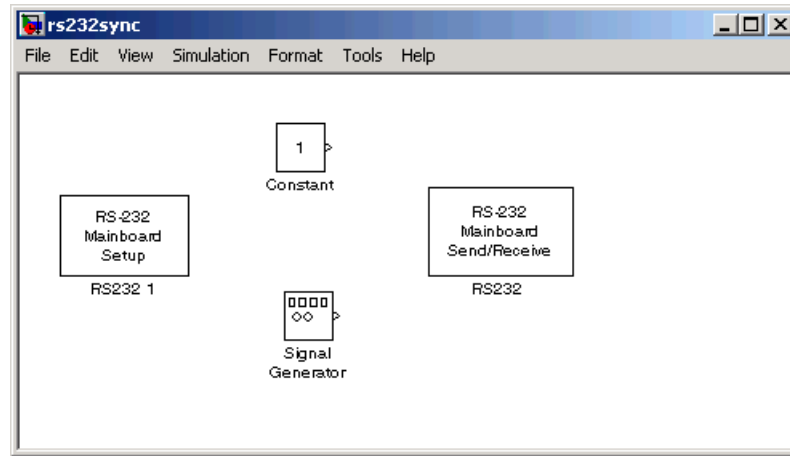 rs232sync
File Edit View Simulation Format Tools Help
1
Constant
RS-232
Mainboard
Setup
RS232 1
RS-232
Mainboard
Send/Receive
RS232
Signal
Generator